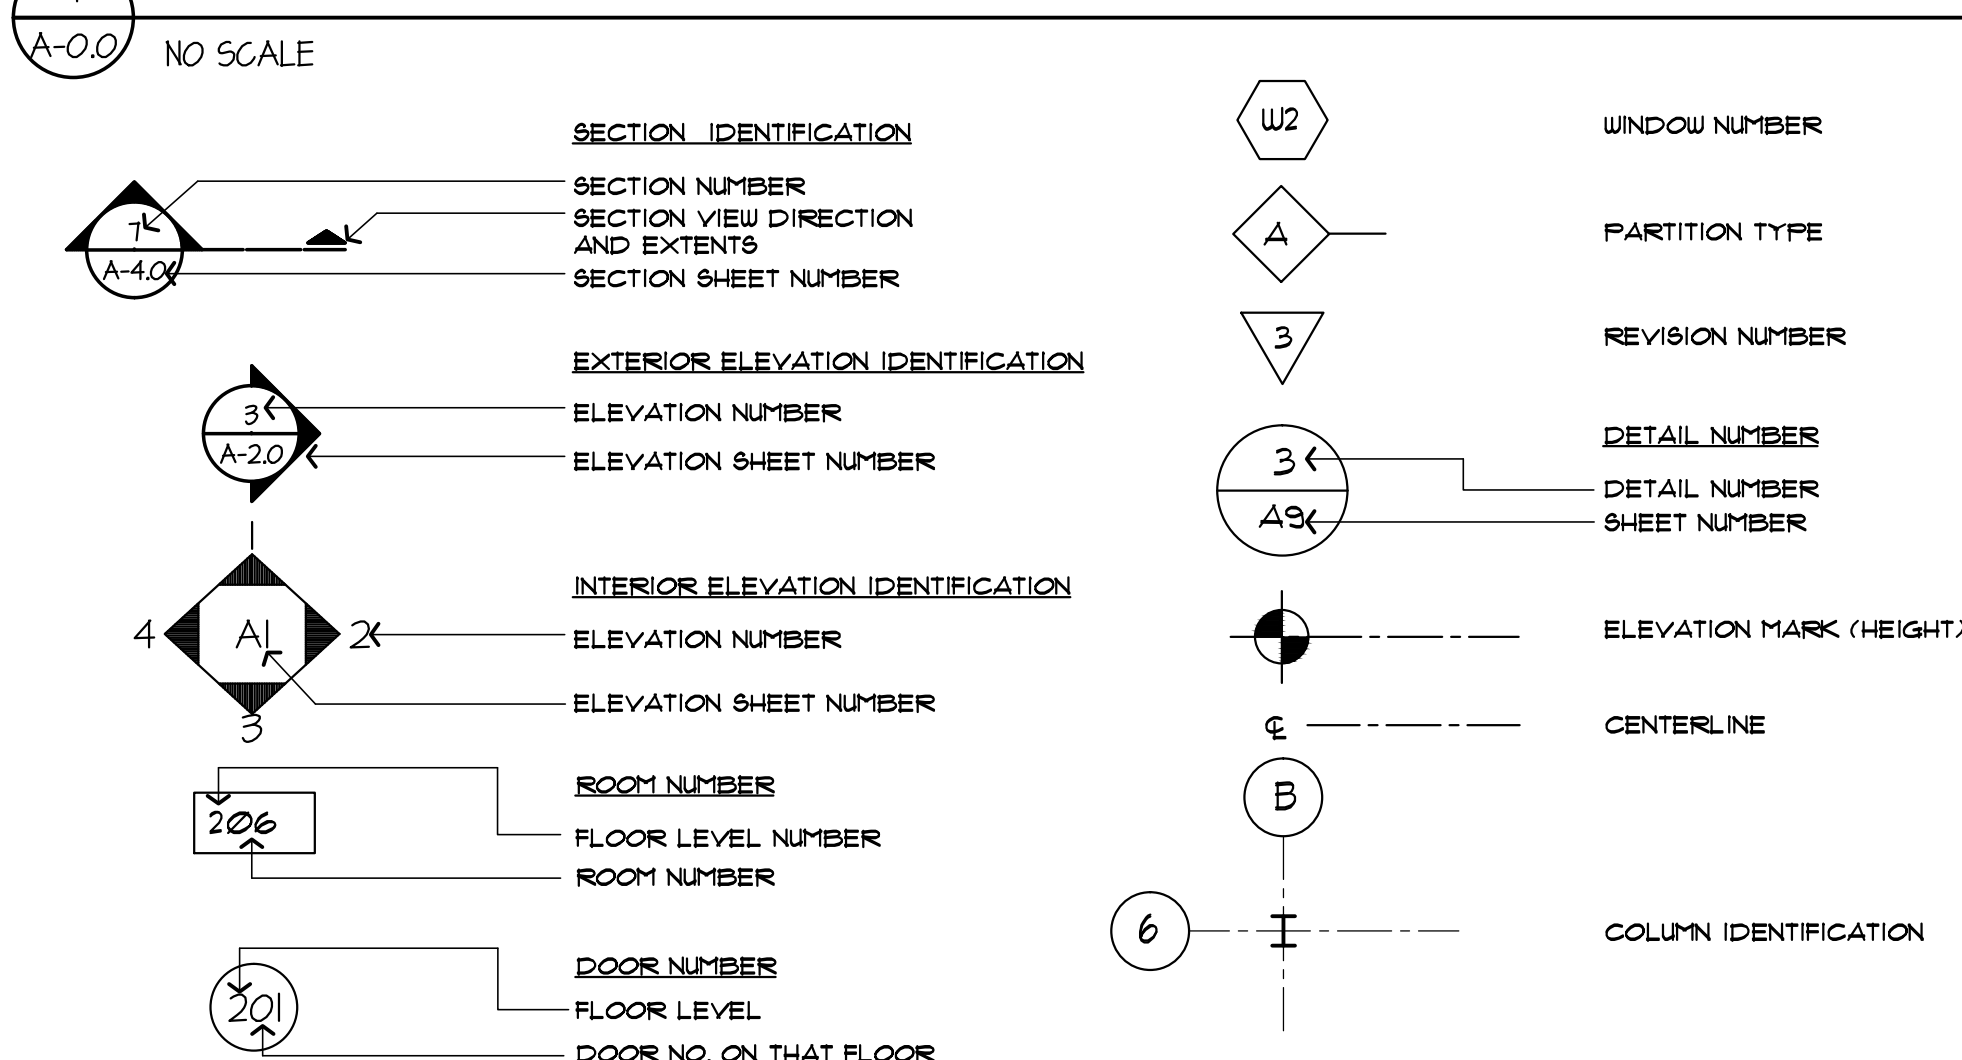 A-0.0
NO SCALE
SECTION IDENTIFICATION
7
SECTION NUMBER
SECTION VIEW DIRECTION
AND EXTENTS
A-4.0
SECTION SHEET NUMBER
EXTERIOR ELEVATION IDENTIFICATION
3
ELEVATION NUMBER
A-2.0
ELEVATION SHEET NUMBER
INTERIOR ELEVATION IDENTIFICATION
4
A1
2
ELEVATION NUMBER
ELEVATION SHEET NUMBER
3
ROOM NUMBER
206
FLOOR LEVEL NUMBER
ROOM NUMBER
DOOR NUMBER
201
FLOOR LEVEL
DOOR NO. ON THAT FLOOR
W2
WINDOW NUMBER
A
PARTITION TYPE
3
REVISION NUMBER
DETAIL NUMBER
3
DETAIL NUMBER
A9
SHEET NUMBER
ELEVATION MARK (HEIGHT)
℄
CENTERLINE
B
6
COLUMN IDENTIFICATION